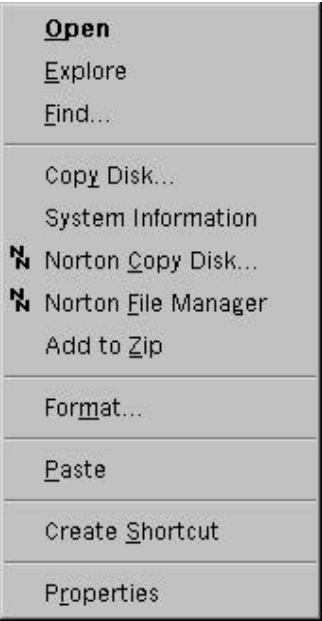 Open
Explore
Find...
Copy Disk...
System Information
Norton Copy Disk...
Norton File Manager
Add to Zip
Format...
Paste
Create Shortcut
Properties